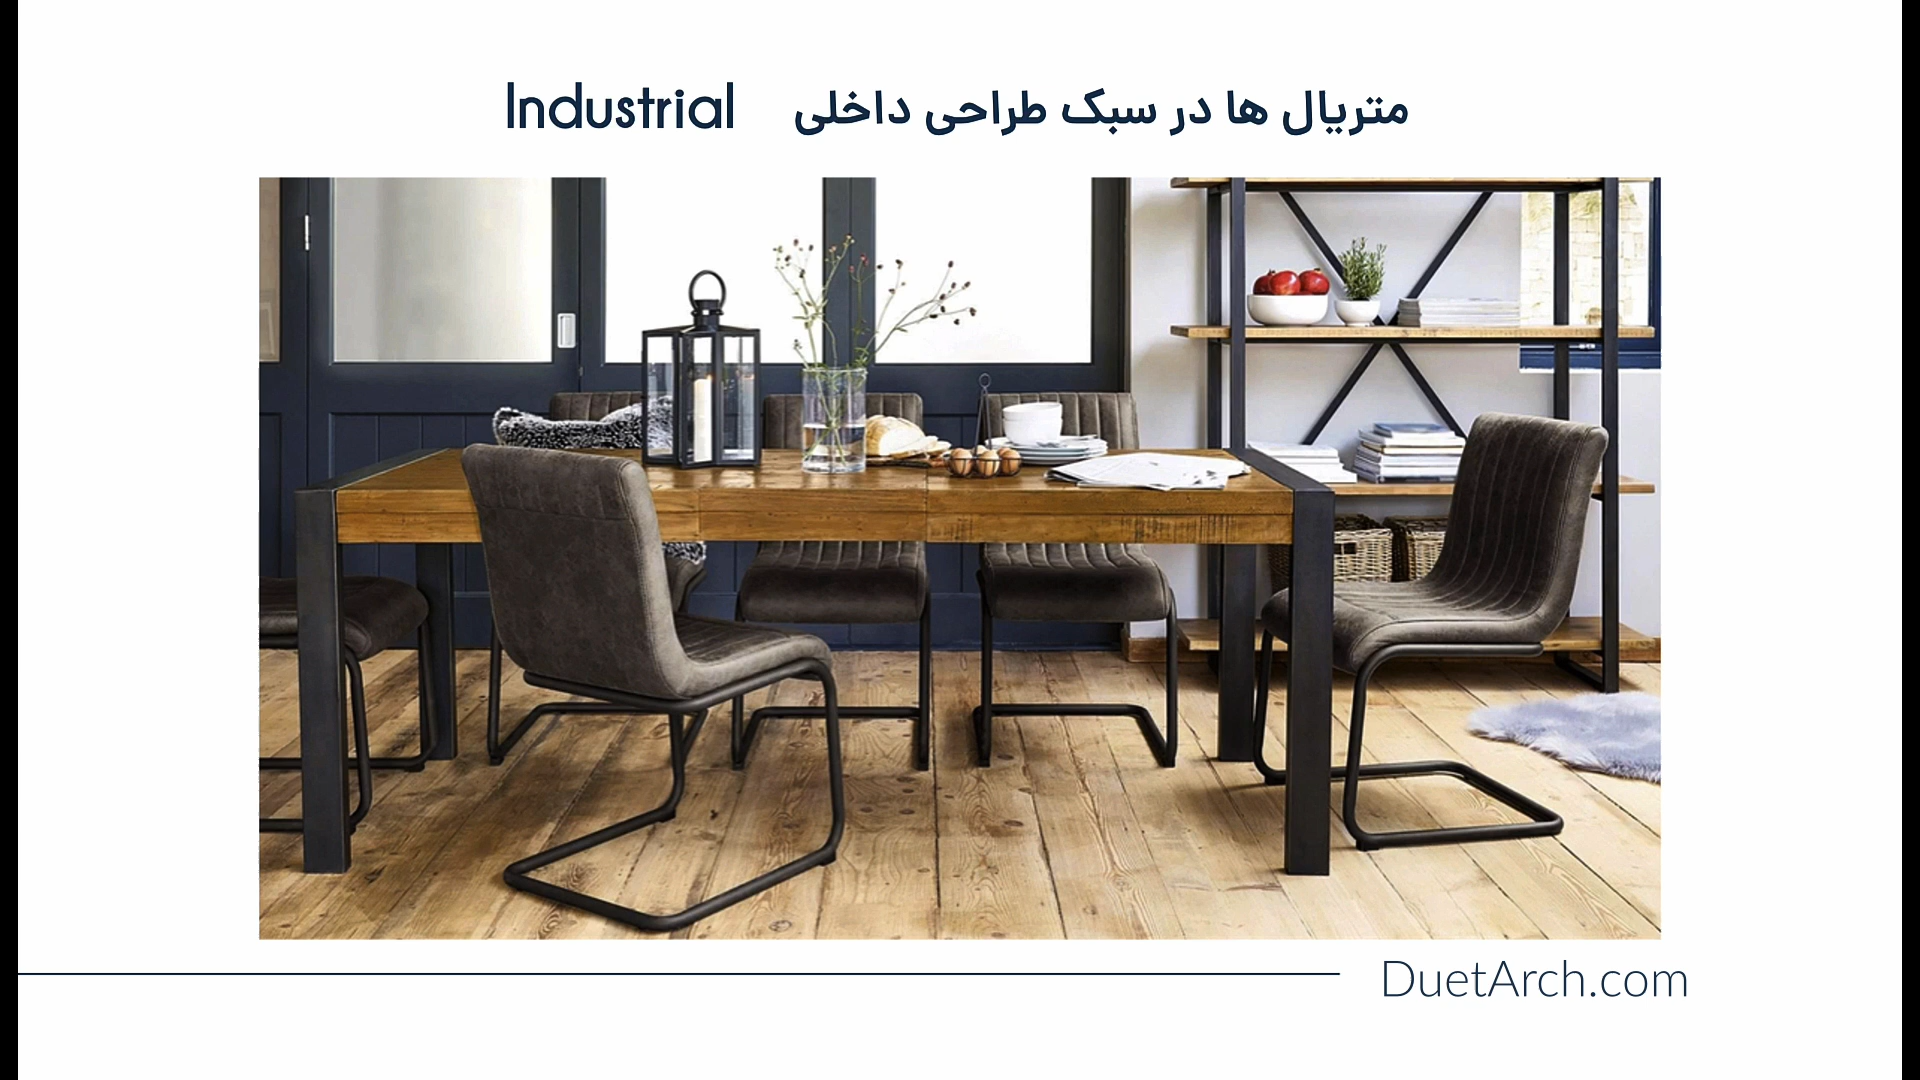 متریال ها در سبک طراحی داخلی Industrial
DuetArch.com